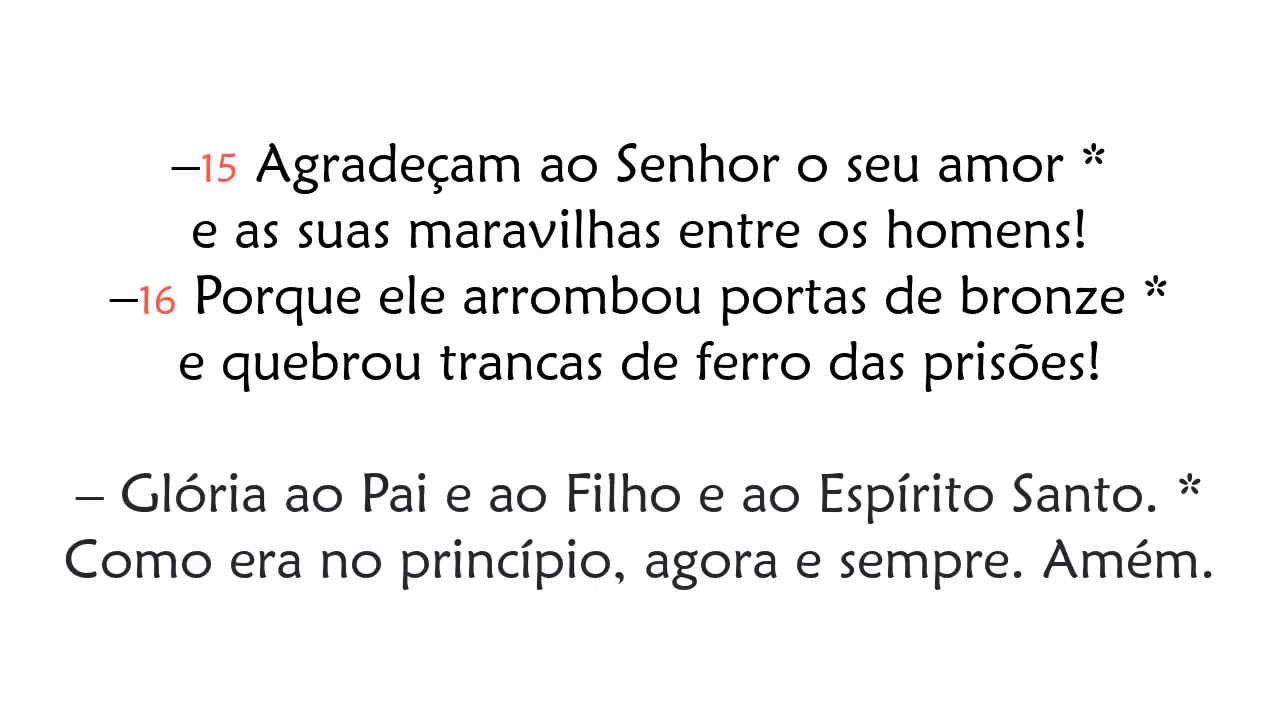 –15 Agradeçam ao Senhor o seu amor *
e as suas maravilhas entre os homens!
–16 Porque ele arrombou portas de bronze *
e quebrou trancas de ferro das prisões!
– Glória ao Pai e ao Filho e ao Espírito Santo. *
Como era no princípio, agora e sempre. Amém.